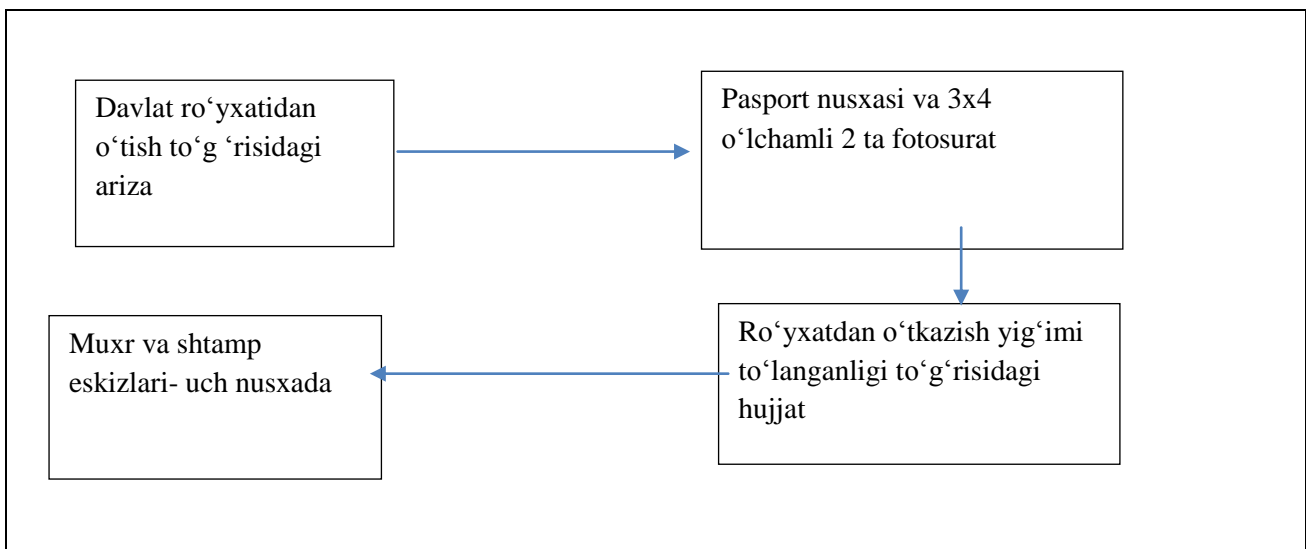 Davlat ro‘yxatidan
o‘tish to‘g ‘risidagi
ariza
Pasport nusxasi va 3x4
o‘lchamli 2 ta fotosurat
Ro‘yxatdan o‘tkazish yig‘imi
to‘langanligi to‘g‘risidagi
hujjat
Muxr va shtamp
eskizlari- uch nusxada